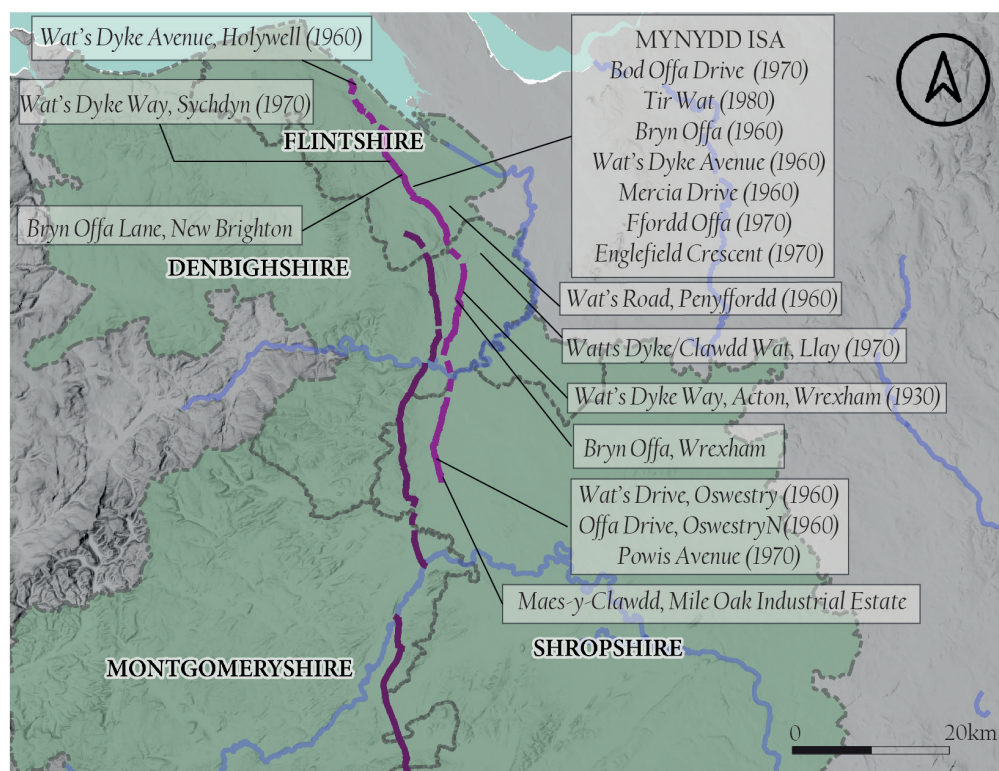 Wat's Dyke Avenue, Holywell (1960)
Wat's Dyke Way, Sychdyn (1970)
FLINTSHIRE
Bryn Offa Lane, New Brighton
DENBIGHSHIRE
MYNYDD ISA
Bod Offa Drive (1970)
Tir Wat (1980)
Bryn Offa (1960)
Wat's Dyke Avenue (1960)
Mercia Drive (1960)
Ffordd Offa (1970)
Englefield Crescent (1970)
Wat's Road, Penyffordd (1960)
Watts Dyke/Clawdd Wat, Llay (1970)
Wat's Dyke Way, Acton, Wrexham (1930)
Bryn Offa, Wrexham
Wat's Drive, Oswestry (1960)
Offa Drive, OswestryN(1960)
Powis Avenue (1970)
Maes-y-Clawdd, Mile Oak Industrial Estate
SHROPSHIRE
MONTGOMERYSHIRE
0 20km